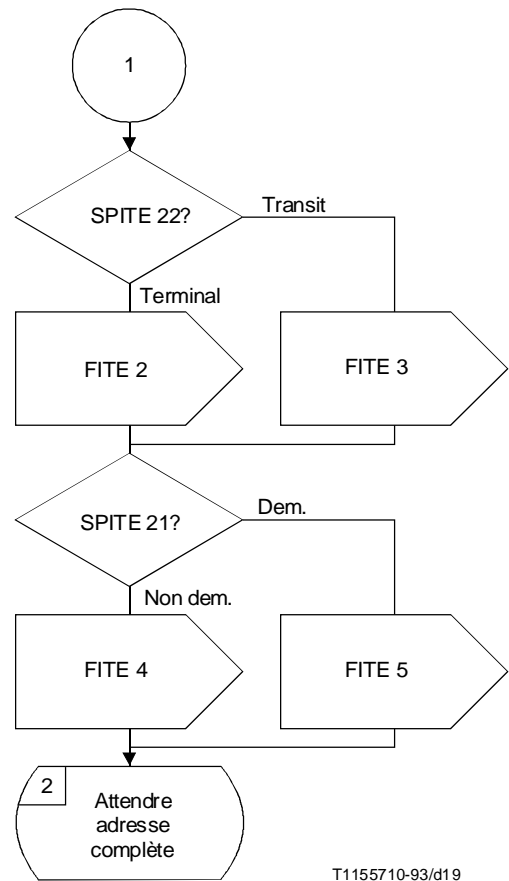 1
SPITE 22?
Transit
Terminal
FITE 2
FITE 3
SPITE 21?
Dem.
Non dem.
FITE 4
FITE 5
2
Attendre
adresse
complète
T1155710-93/d19